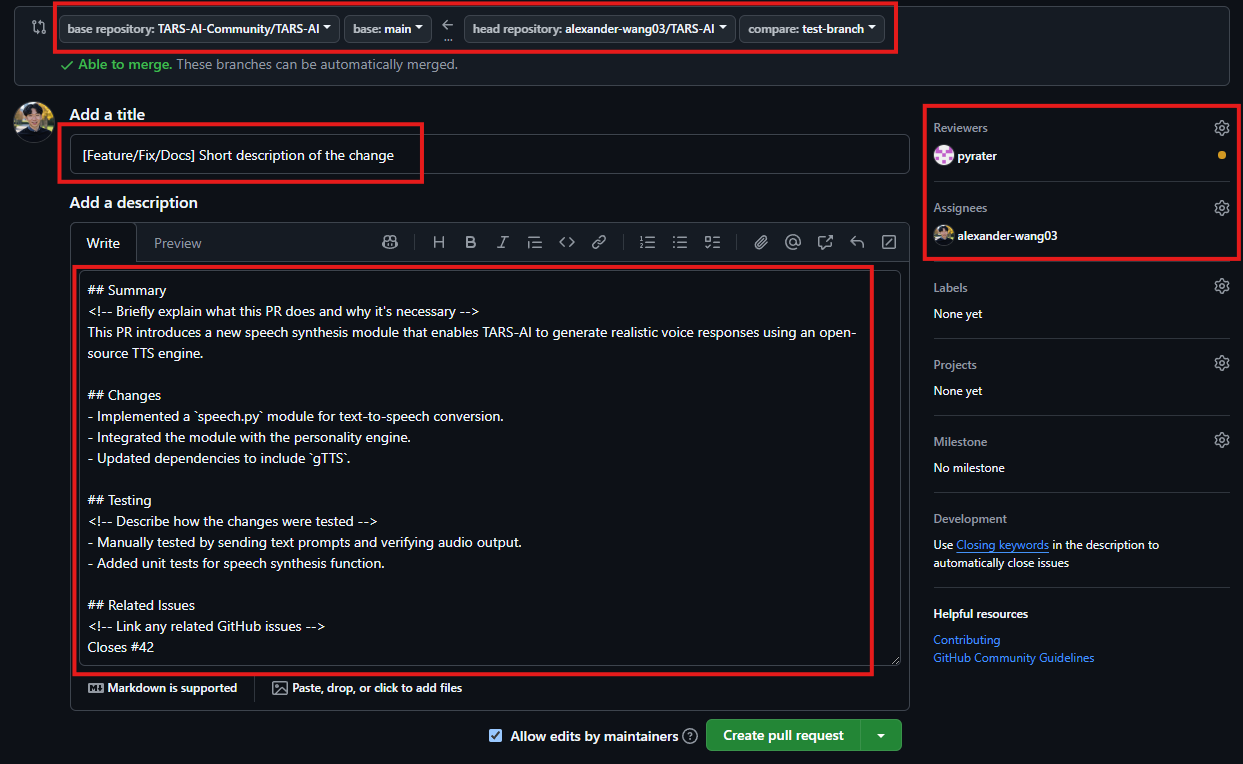 base repository: TARS-AI-Community/TARS-AI base: main head repository: alexander-wang03/TARS-AI compare: test-branch
Able to merge. These branches can be automatically merged.
Add a title
[Feature/Fix/Docs] Short description of the change
Add a description
Write Preview
## Summary
<!-- Briefly explain what this PR does and why it's necessary -->
This PR introduces a new speech synthesis module that enables TARS-AI to generate realistic voice responses using an open-
source TTS engine.
## Changes
- Implemented a `speech.py` module for text-to-speech conversion.
- Integrated the module with the personality engine.
- Updated dependencies to include `gTTS`.
## Testing
<!-- Describe how the changes were tested -->
- Manually tested by sending text prompts and verifying audio output.
- Added unit tests for speech synthesis function.
## Related Issues
<!-- Link any related GitHub issues -->
Closes #42
Markdown is supported Paste, drop, or click to add files
Allow edits by maintainers Create pull request
Reviewers
pyrater
Assignees
alexander-wang03
Labels
None yet
Projects
None yet
Milestone
No milestone
Development
Use Closing keywords in the description to
automatically close issues
Helpful resources
Contributing
GitHub Community Guidelines